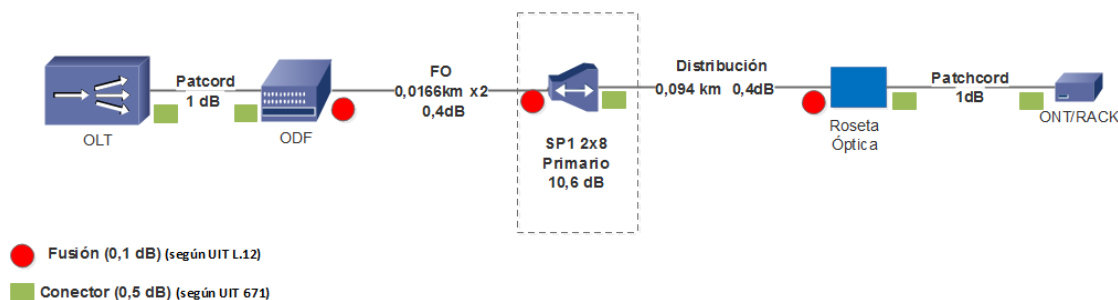 Patcord
1 dB
OLT
ODF
FO
0,0166km x2
0,4dB
SP1 2x8
Primario
10,6 dB
Distribución
0,094 km 0,4dB
Roseta
Óptica
Patchcord
1dB
ONT/RACK
Fusión (0,1 dB) (según UIT L.12)
Conector (0,5 dB) (según UIT 671)